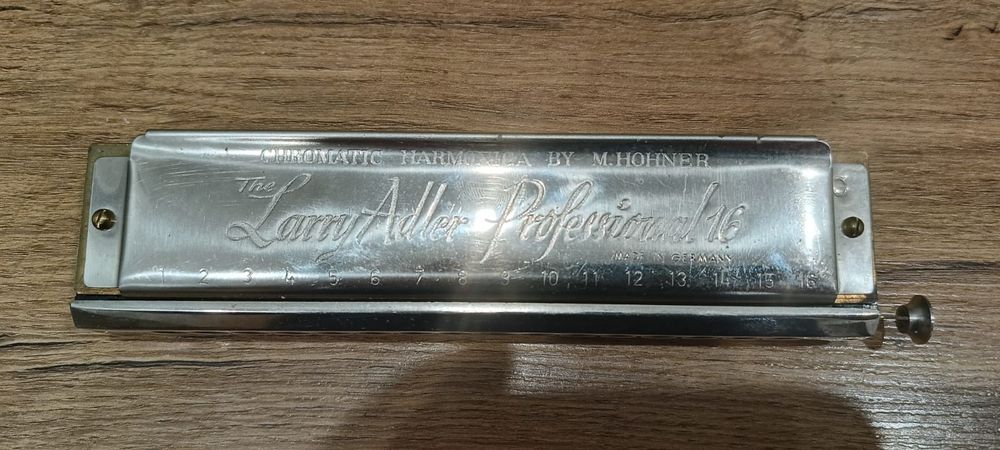 CHROMATIC HARMONICA BY M. HOHNER
The Larry Adler Professional 16
MADE IN GERMANY
1 2 3 4 5 6 7 8 9 10 11 12 13 14 15 16